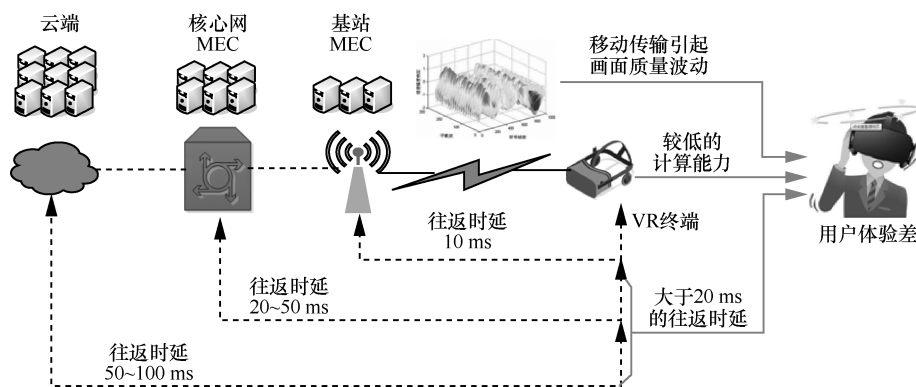 云端
核心网
MEC
基站
MEC
移动传输引起
画面质量波动
较低的
计算能力
VR终端
用户体验差
往返时延
10 ms
往返时延
20~50 ms
大于20 ms
的往返时延
往返时延
50~100 ms